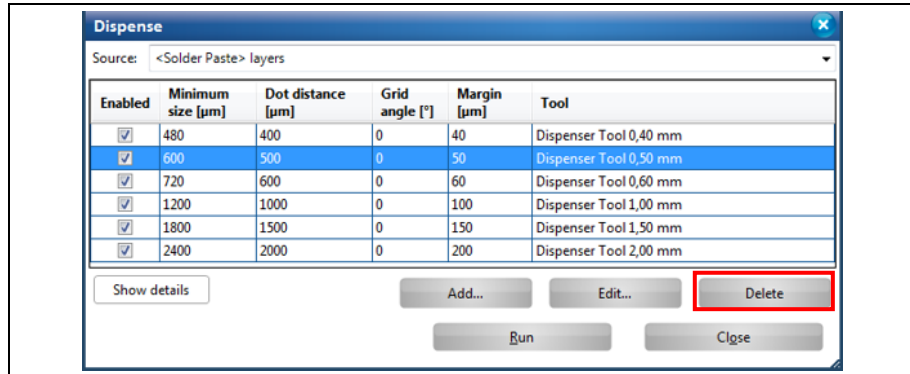 Dispense
Source: <Solder Paste> layers
Enabled Minimum size [µm] Dot distance [µm] Grid angle [°] Margin [µm] Tool
480 400 0 40 Dispenser Tool 0,40 mm
600 500 0 50 Dispenser Tool 0,50 mm
720 600 0 60 Dispenser Tool 0,60 mm
1200 1000 0 100 Dispenser Tool 1,00 mm
1800 1500 0 150 Dispenser Tool 1,50 mm
2400 2000 0 200 Dispenser Tool 2,00 mm
Show details Add... Edit... Delete
Run Close